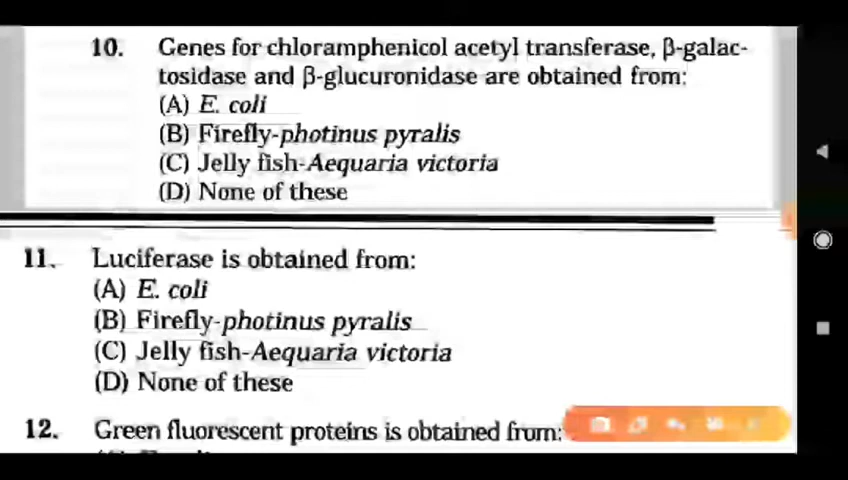 10. Genes for chloramphenicol acetyl transferase, β-galac-
tosidase and β-glucuronidase are obtained from:
(A) E. coli
(B) Firefly-photinus pyralis
(C) Jelly fish-Aequaria victoria
(D) None of these
11. Luciferase is obtained from:
(A) E. coli
(B) Firefly-photinus pyralis
(C) Jelly fish-Aequaria victoria
(D) None of these
12. Green fluorescent proteins is obtained from: